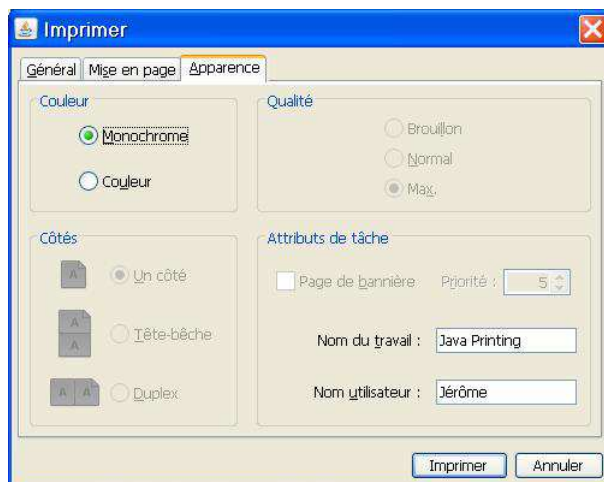 Imprimer
Général Mise en page Apparence
Couleur
Monochrome
Couleur
Qualité
Brouillon
Normal
Max.
Côtés
A Un côté
A
A
Tête-bêche
A A Duplex
Attributs de tâche
Page de bannière Priorité : 5
Nom du travail : Java Printing
Nom utilisateur : Jérôme
Imprimer Annuler